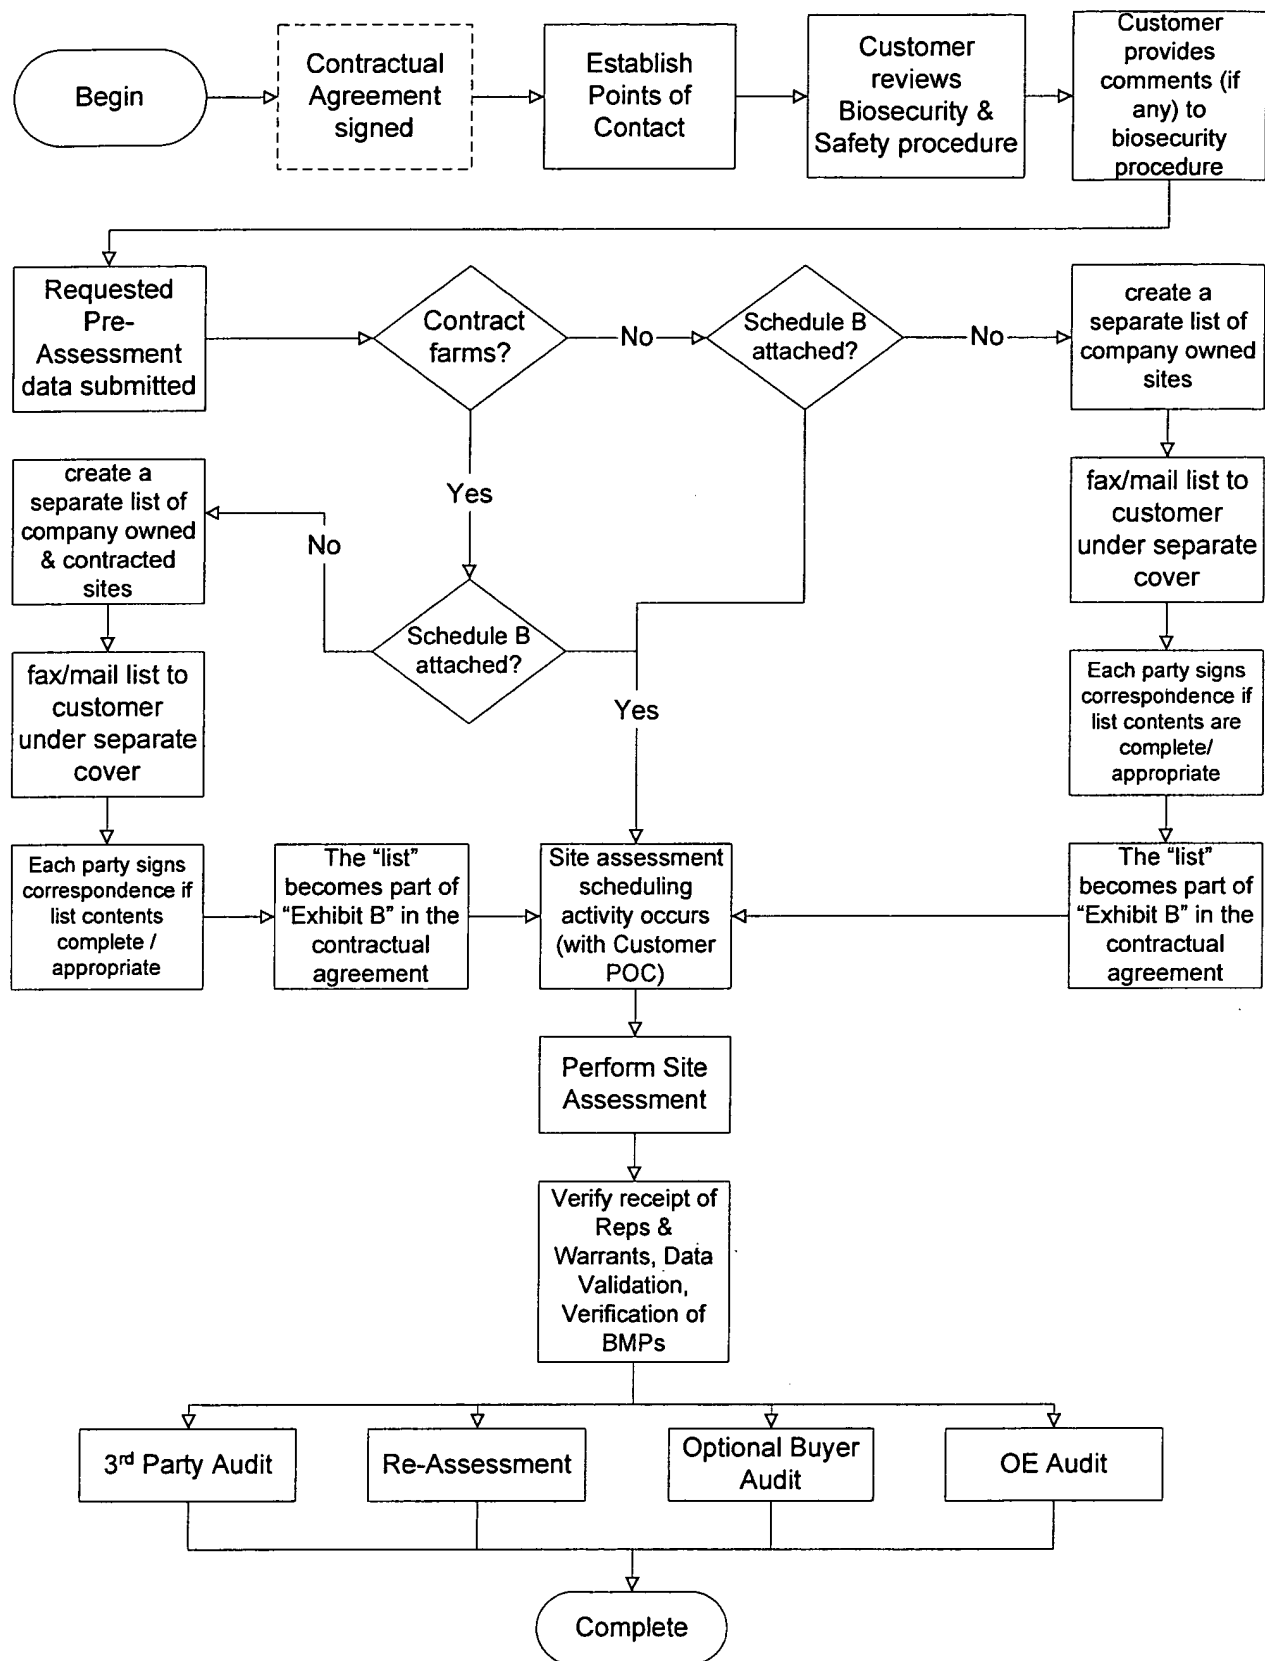 Begin
Contractual
Agreement
signed
Establish
Points of
Contact
Customer
reviews
Biosecurity &
Safety procedure
Customer
provides
comments (if
any) to
biosecurity
procedure
Requested
Pre-
Assessment
data submitted
Contract
farms?
No
Schedule B
attached?
No
create a
separate list of
company owned
sites
Yes
create a
separate list of
company owned
& contracted
sites
No
Schedule B
attached?
Yes
fax/mail list to
customer
under separate
cover
fax/mail list to
customer
under separate
cover
Each party signs
correspondence if
list contents are
complete/
appropriate
Each party signs
correspondence if
list contents
complete /
appropriate
The “list”
becomes part of
“Exhibit B” in the
contractual
agreement
Site assessment
scheduling
activity occurs
(with Customer
POC)
The “list”
becomes part of
“Exhibit B” in the
contractual
agreement
Perform Site
Assessment
Verify receipt of
Reps &
Warrants, Data
Validation,
Verification of
BMPs
3rd Party Audit
Re-Assessment
Optional Buyer
Audit
OE Audit
Complete